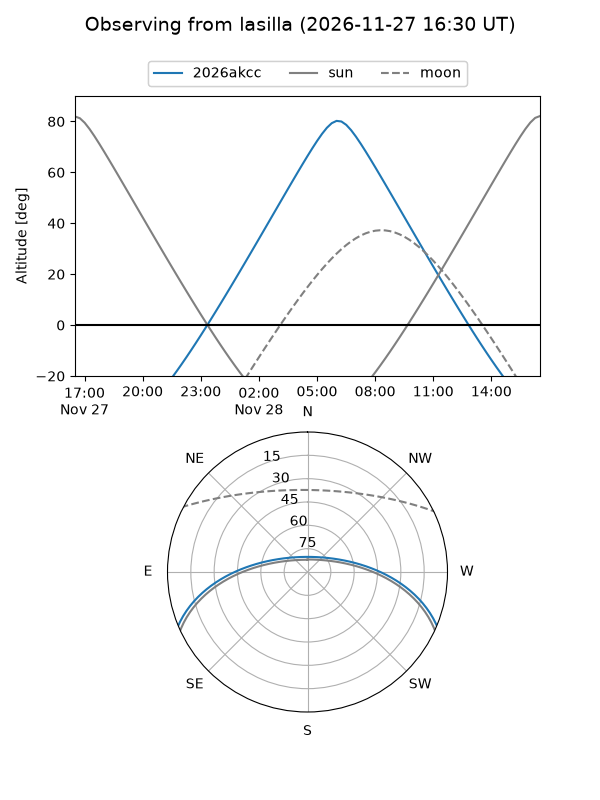 Observing from lasilla (2026-11-27 16:30 UT)
2026akcc sun moon
Altitude [deg]
80
60
40
20
0
−20
17:00 20:00 23:00 02:00 05:00 08:00 11:00 14:00
Nov 27 Nov 28
N
NE NW
15
30
45
60
75
E W
SE SW
S